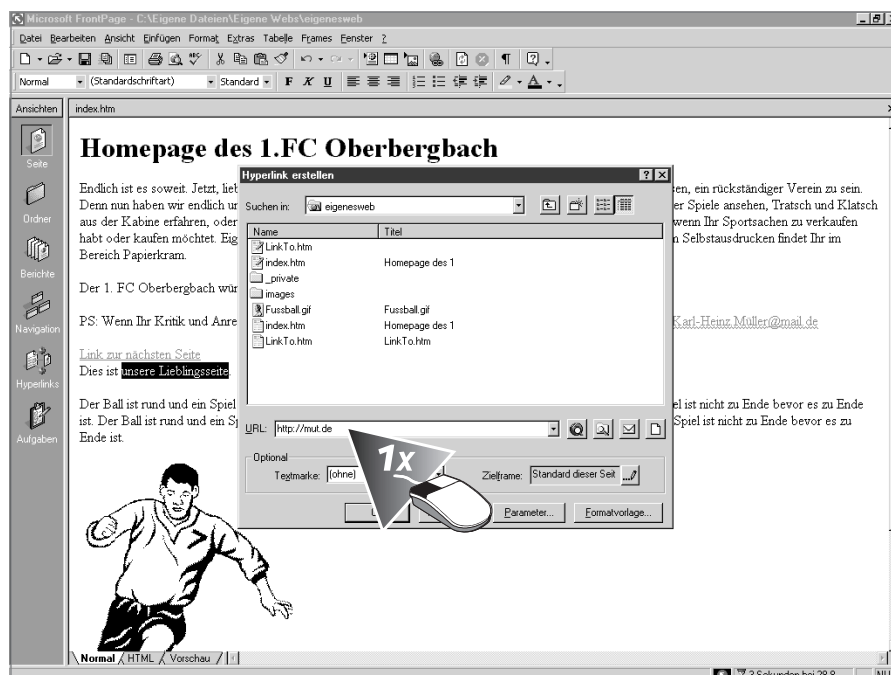 Microsoft FrontPage - C:\Eigene Dateien\Eigene Webs\eigenesweb
Datei Bearbeiten Ansicht Einfügen Format Extras Tabelle Frames Fenster ?
Normal (Standardschriftart) Standard F K U
Ansichten index.htm
Seite
Ordner
Berichte
Navigation
Hyperlinks
Aufgaben
Homepage des 1.FC Oberbergbach
Endlich ist es soweit. Jetzt, en, ein rückständiger Verein zu sein.
Denn nun haben wir endlich er Spiele ansehen, Tratsch und Klatsch
aus der Kabine erfahren, oder wenn Ihr Sportsachen zu verkaufen
habt oder kaufen möchtet. n Selbstausdrucken findet Ihr im
Bereich Papierkram.
Der 1. FC Oberbergbach
PS: Wenn Ihr Kritik und Karl-Heinz.Müller@mail.de
Link zur nächsten Seite
Dies ist unsere Lieblingsseite
Der Ball ist rund und ein Spiel el ist nicht zu Ende bevor es zu Ende
ist. Der Ball ist rund und ein Spiel ist nicht zu Ende bevor es zu
Ende ist.
Hyperlink erstellen
Suchen in: eigenesweb
Name Titel
LinkTo.htm
index.htm Homepage des 1
_private
images
Fussball.gif Fussball.gif
index.htm Homepage des 1
LinkTo.htm LinkTo.htm
URL: http://mut.de
Optional
Textmarke: (ohne) Zielframe: Standard dieser Seit
1x
Parameter... Formatvorlage...
Normal HTML Vorschau
3 Sekunden bei 28.8